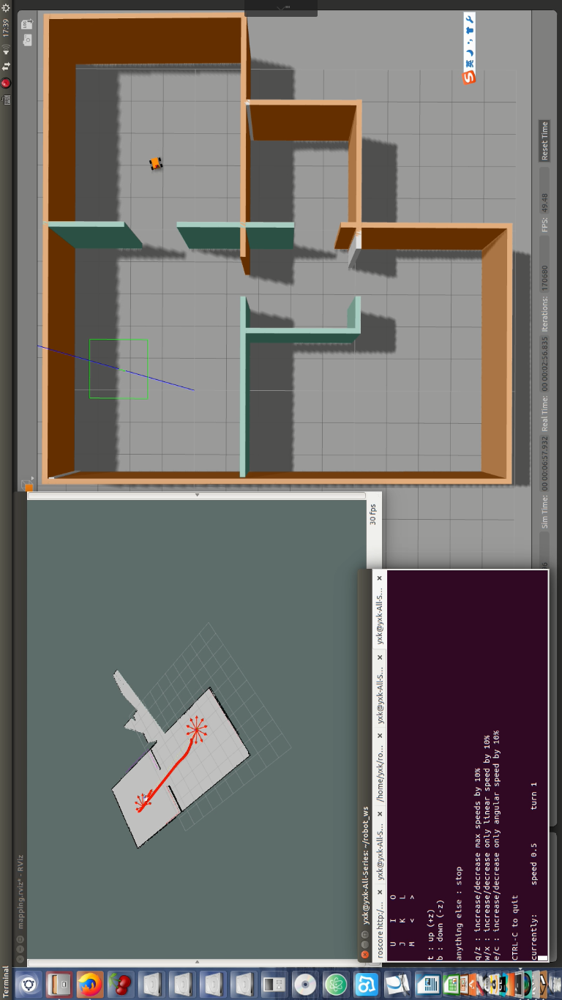 Terminal
17:39
mapping.rviz* - RViz
30 fps
英
Sim Time: 00 00:06:57.932 Real Time: 00 00:02:56.835 Iterations: 170680 FPS: 49.48 Reset Time
yxk@yxk-All-Series: ~/robot_ws
roscore http:/... × yxk@yxk-All-S... × /home/yxk/ro... × yxk@yxk-All-S... × yxk@yxk-All-S... ×
U I O
J K L
M < >
t : up (+z)
b : down (-z)
anything else : stop
q/z : increase/decrease max speeds by 10%
w/x : increase/decrease only linear speed by 10%
e/c : increase/decrease only angular speed by 10%
CTRL-C to quit
currently: speed 0.5 turn 1